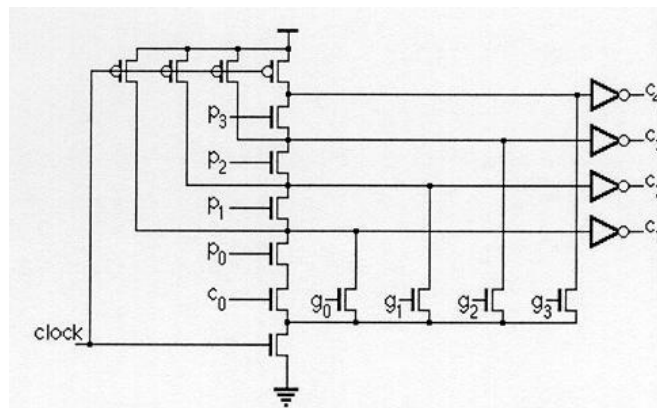 p₃
p₂
p₁
p₀
c₀
g₀ g₁ g₂ g₃
clock